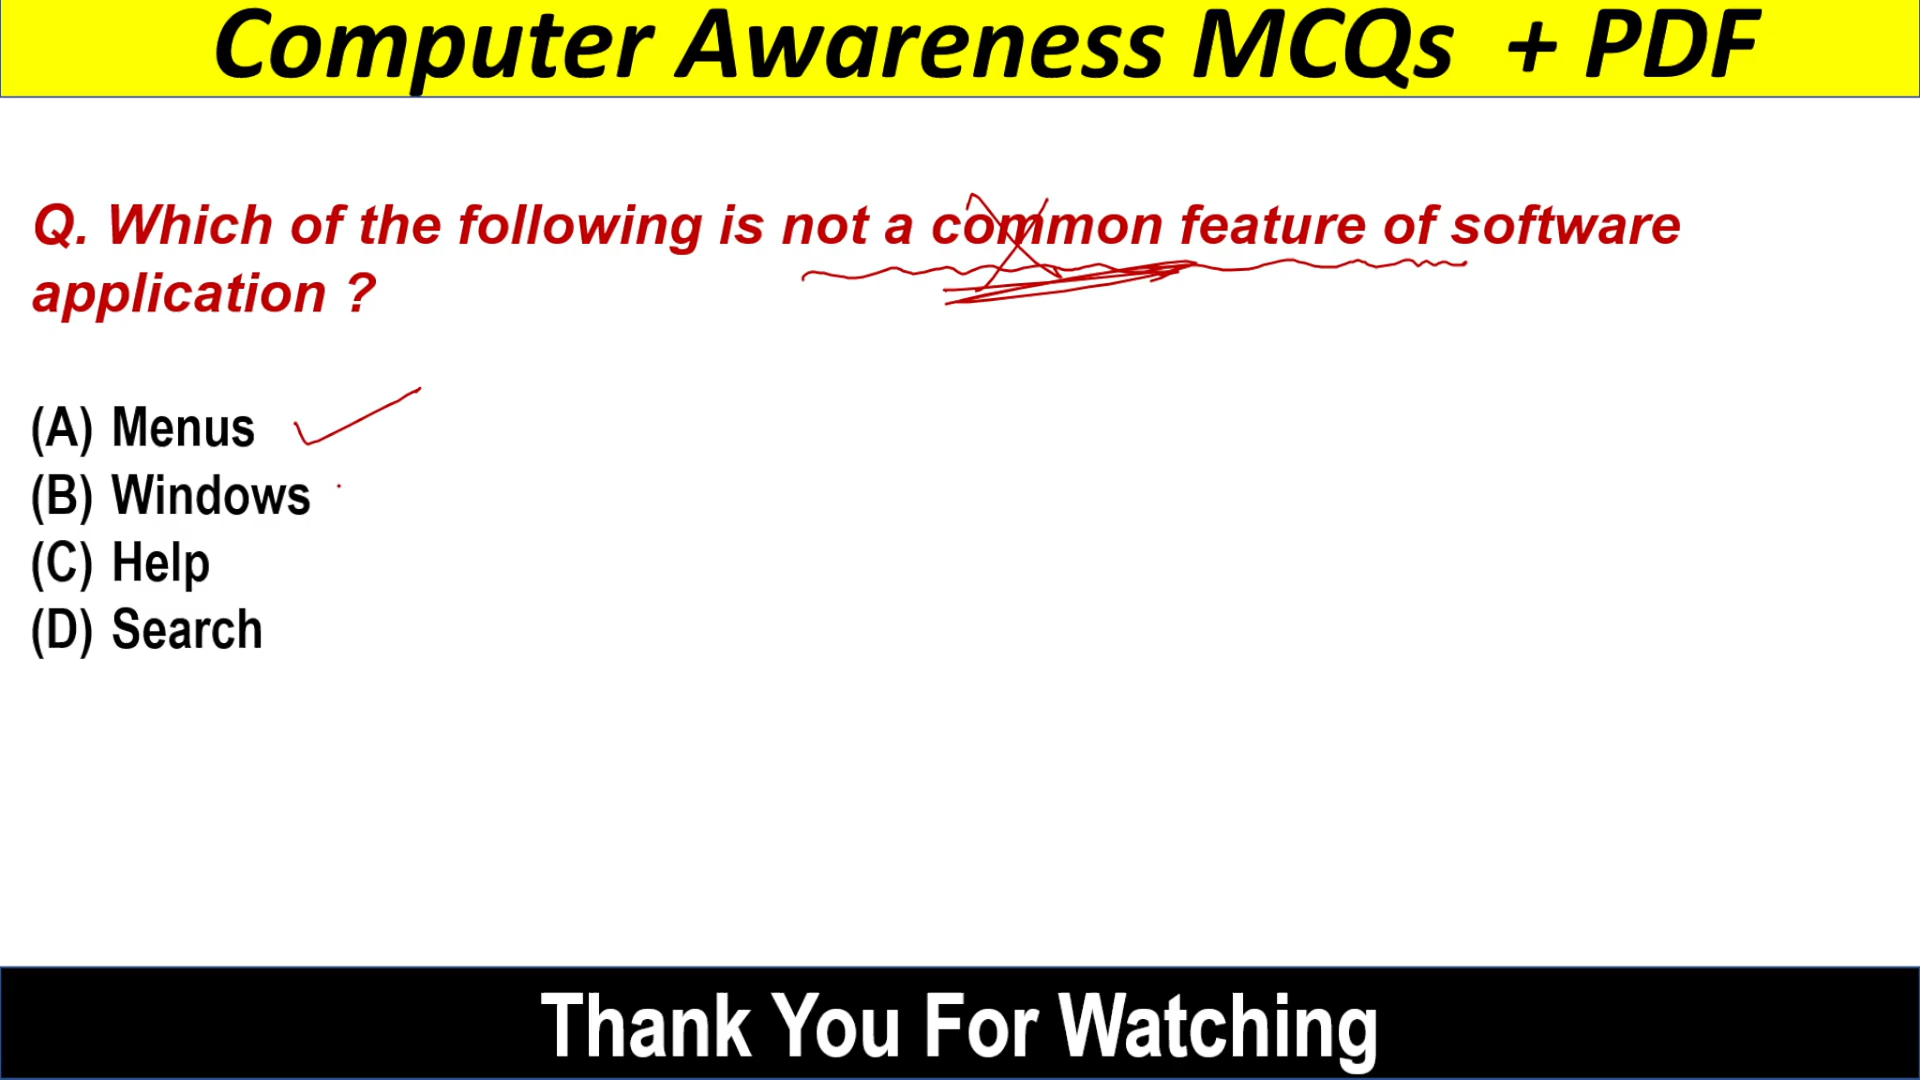 Computer Awareness MCQs + PDF
Q. Which of the following is not a common feature of software
application ?
(A) Menus
(B) Windows
(C) Help
(D) Search
Thank You For Watching